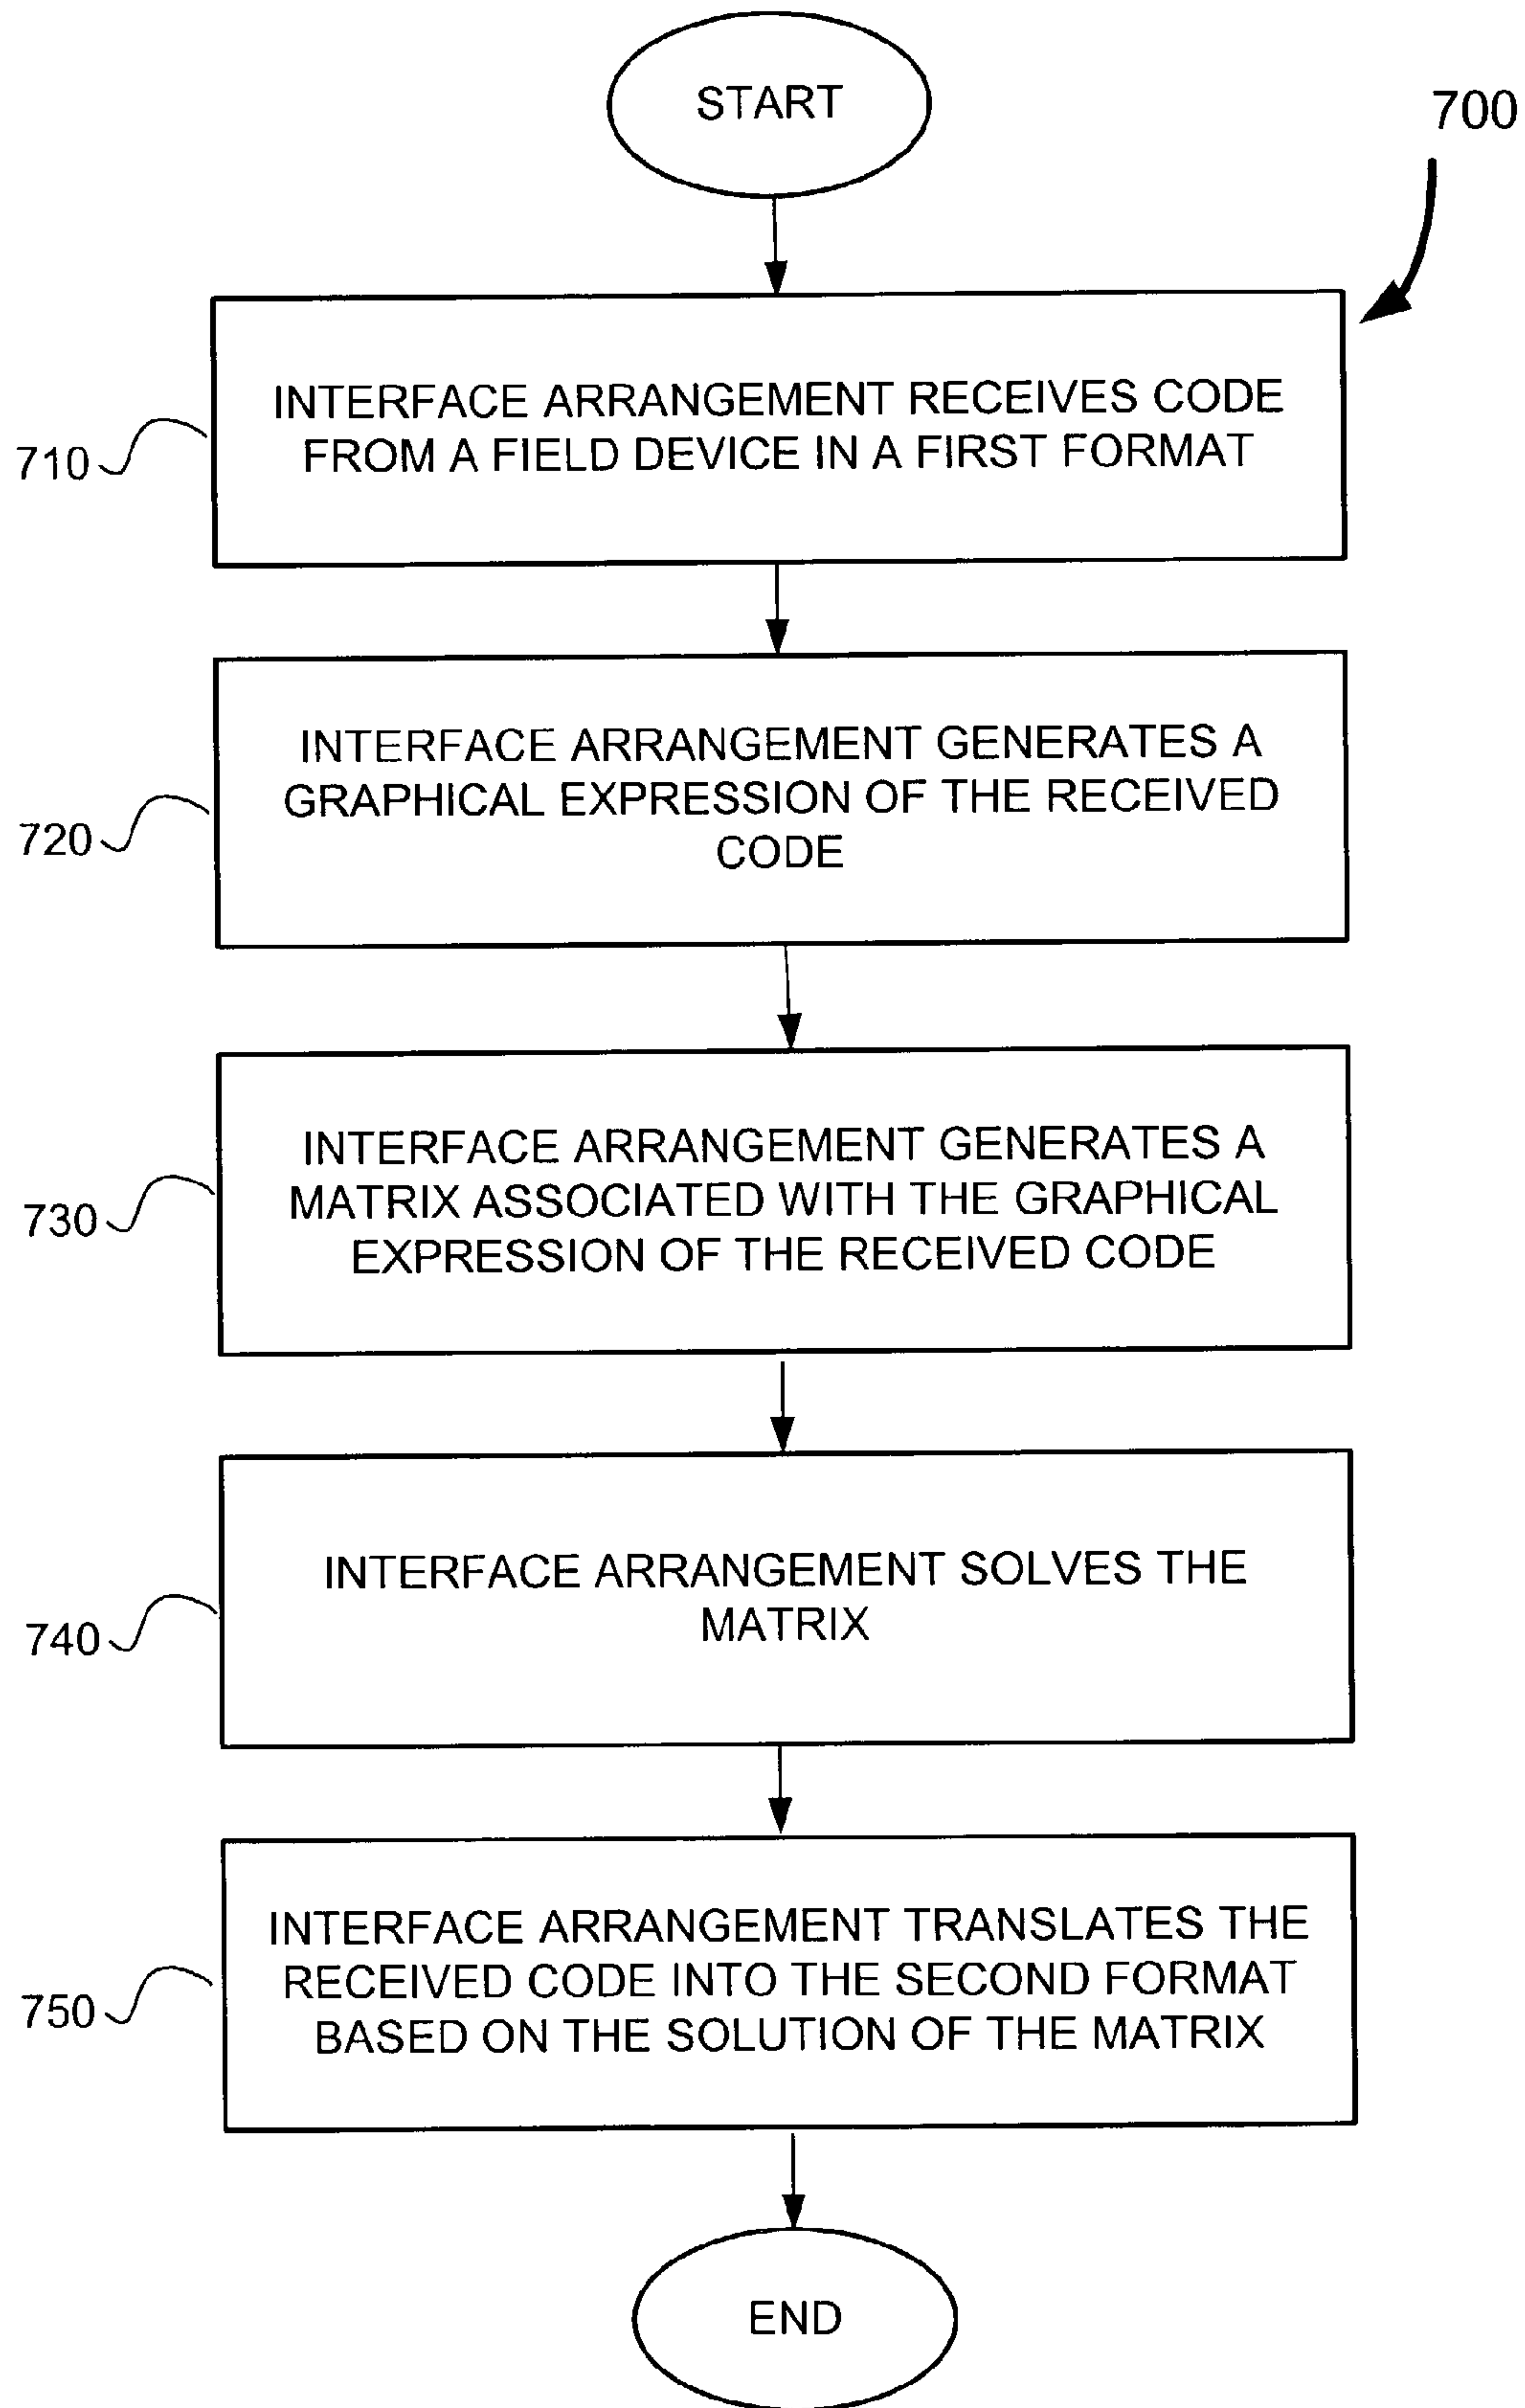 START
700
INTERFACE ARRANGEMENT RECEIVES CODE
FROM A FIELD DEVICE IN A FIRST FORMAT
710
INTERFACE ARRANGEMENT GENERATES A
GRAPHICAL EXPRESSION OF THE RECEIVED
CODE
720
INTERFACE ARRANGEMENT GENERATES A
MATRIX ASSOCIATED WITH THE GRAPHICAL
EXPRESSION OF THE RECEIVED CODE
730
INTERFACE ARRANGEMENT SOLVES THE
MATRIX
740
INTERFACE ARRANGEMENT TRANSLATES THE
RECEIVED CODE INTO THE SECOND FORMAT
BASED ON THE SOLUTION OF THE MATRIX
750
END